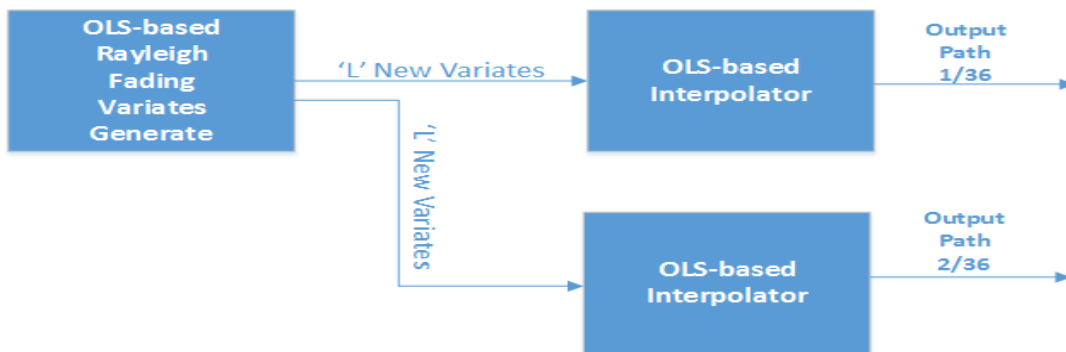 OLS-based
Rayleigh
Fading
Variates
Generate
'L' New Variates
OLS-based
Interpolator
Output
Path
1/36
'L' New Variates
OLS-based
Interpolator
Output
Path
2/36